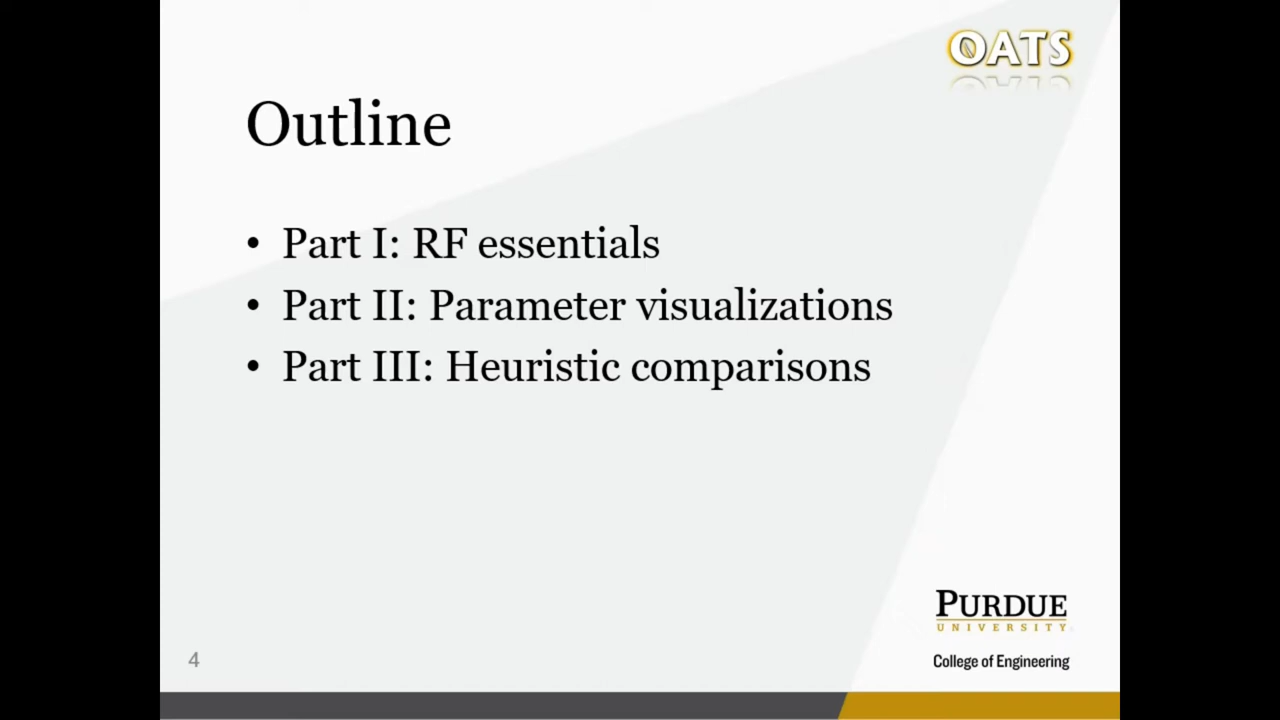 OATS
Outline
• Part I: RF essentials
• Part II: Parameter visualizations
• Part III: Heuristic comparisons
PURDUE
UNIVERSITY
College of Engineering
4